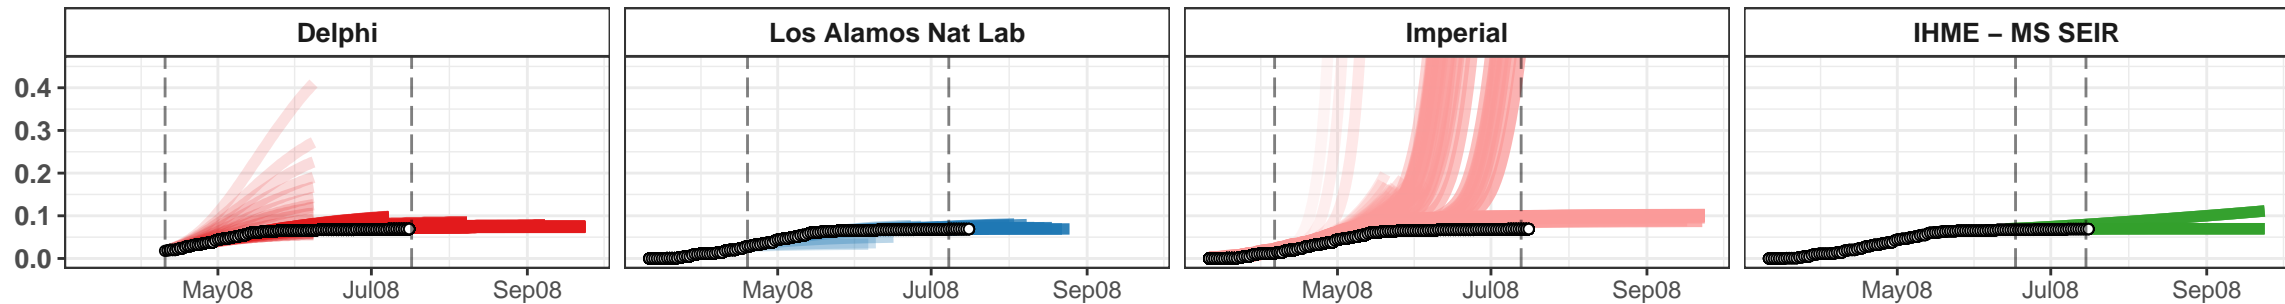 Delphi
Los Alamos Nat Lab
Imperial
IHME − MS SEIR
0.4
0.3
0.2
0.1
0.0
May08 Jul08 Sep08
May08 Jul08 Sep08
May08 Jul08 Sep08
May08 Jul08 Sep08